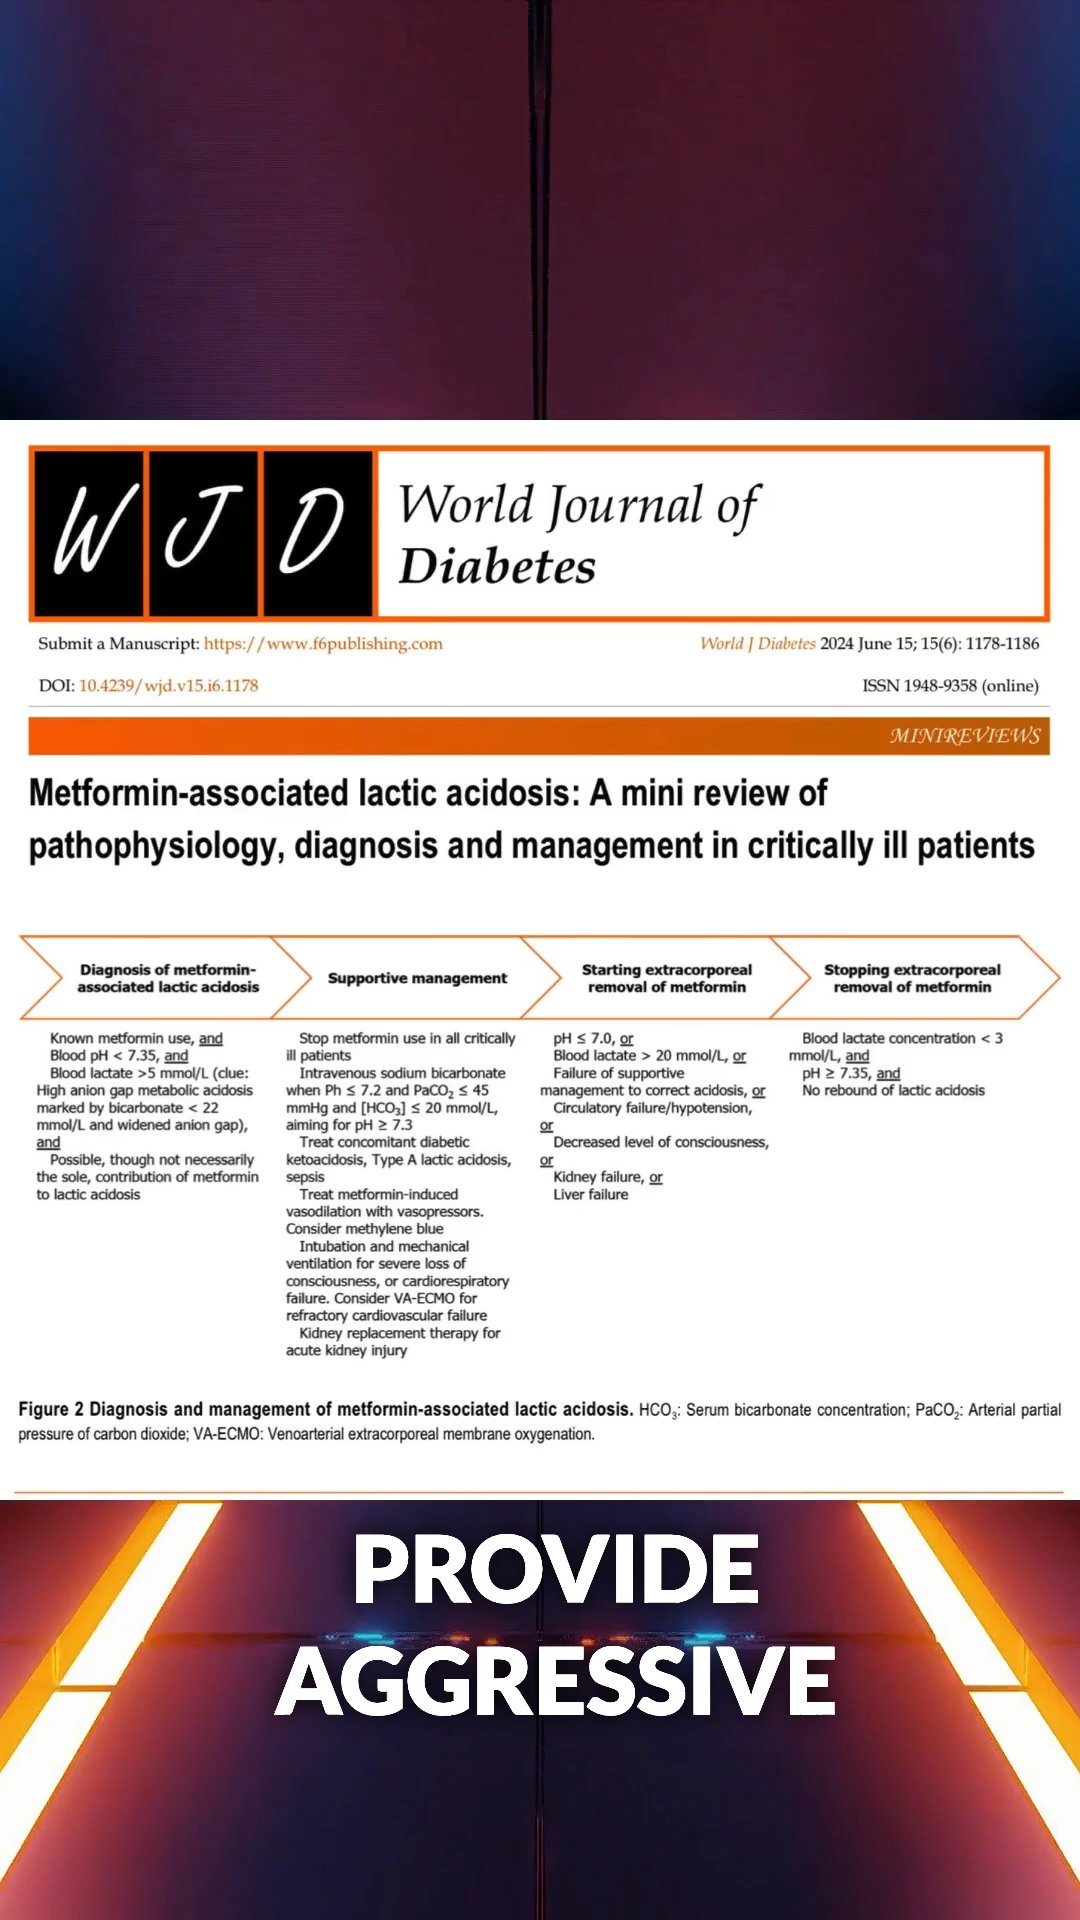 W J D
World Journal of
Diabetes
Submit a Manuscript: https://www.f6publishing.com
World J Diabetes 2024 June 15; 15(6): 1178-1186
DOI: 10.4239/wjd.v15.i6.1178
ISSN 1948-9358 (online)
MINIREVIEWS
Metformin-associated lactic acidosis: A mini review of
pathophysiology, diagnosis and management in critically ill patients
Diagnosis of metformin-
associated lactic acidosis
Known metformin use, and
Blood pH < 7.35, and
Blood lactate >5 mmol/L (clue:
High anion gap metabolic acidosis
marked by bicarbonate < 22
mmol/L and widened anion gap),
and
Possible, though not necessarily
the sole, contribution of metformin
to lactic acidosis
Supportive management
Stop metformin use in all critically
ill patients
Intravenous sodium bicarbonate
when Ph ≤ 7.2 and PaCO₂ ≤ 45
mmHg and [HCO₃] ≤ 20 mmol/L,
aiming for pH ≥ 7.3
Treat concomitant diabetic
ketoacidosis, Type A lactic acidosis,
sepsis
Treat metformin-induced
vasodilation with vasopressors.
Consider methylene blue
Intubation and mechanical
ventilation for severe loss of
consciousness, or cardiorespiratory
failure. Consider VA-ECMO for
refractory cardiovascular failure
Kidney replacement therapy for
acute kidney injury
Starting extracorporeal
removal of metformin
pH ≤ 7.0, or
Blood lactate > 20 mmol/L, or
Failure of supportive
management to correct acidosis, or
Circulatory failure/hypotension,
or
Decreased level of consciousness,
or
Kidney failure, or
Liver failure
Stopping extracorporeal
removal of metformin
Blood lactate concentration < 3
mmol/L, and
pH ≥ 7.35, and
No rebound of lactic acidosis
Figure 2 Diagnosis and management of metformin-associated lactic acidosis. HCO₃: Serum bicarbonate concentration; PaCO₂: Arterial partial
pressure of carbon dioxide; VA-ECMO: Venoarterial extracorporeal membrane oxygenation.
PROVIDE
AGGRESSIVE